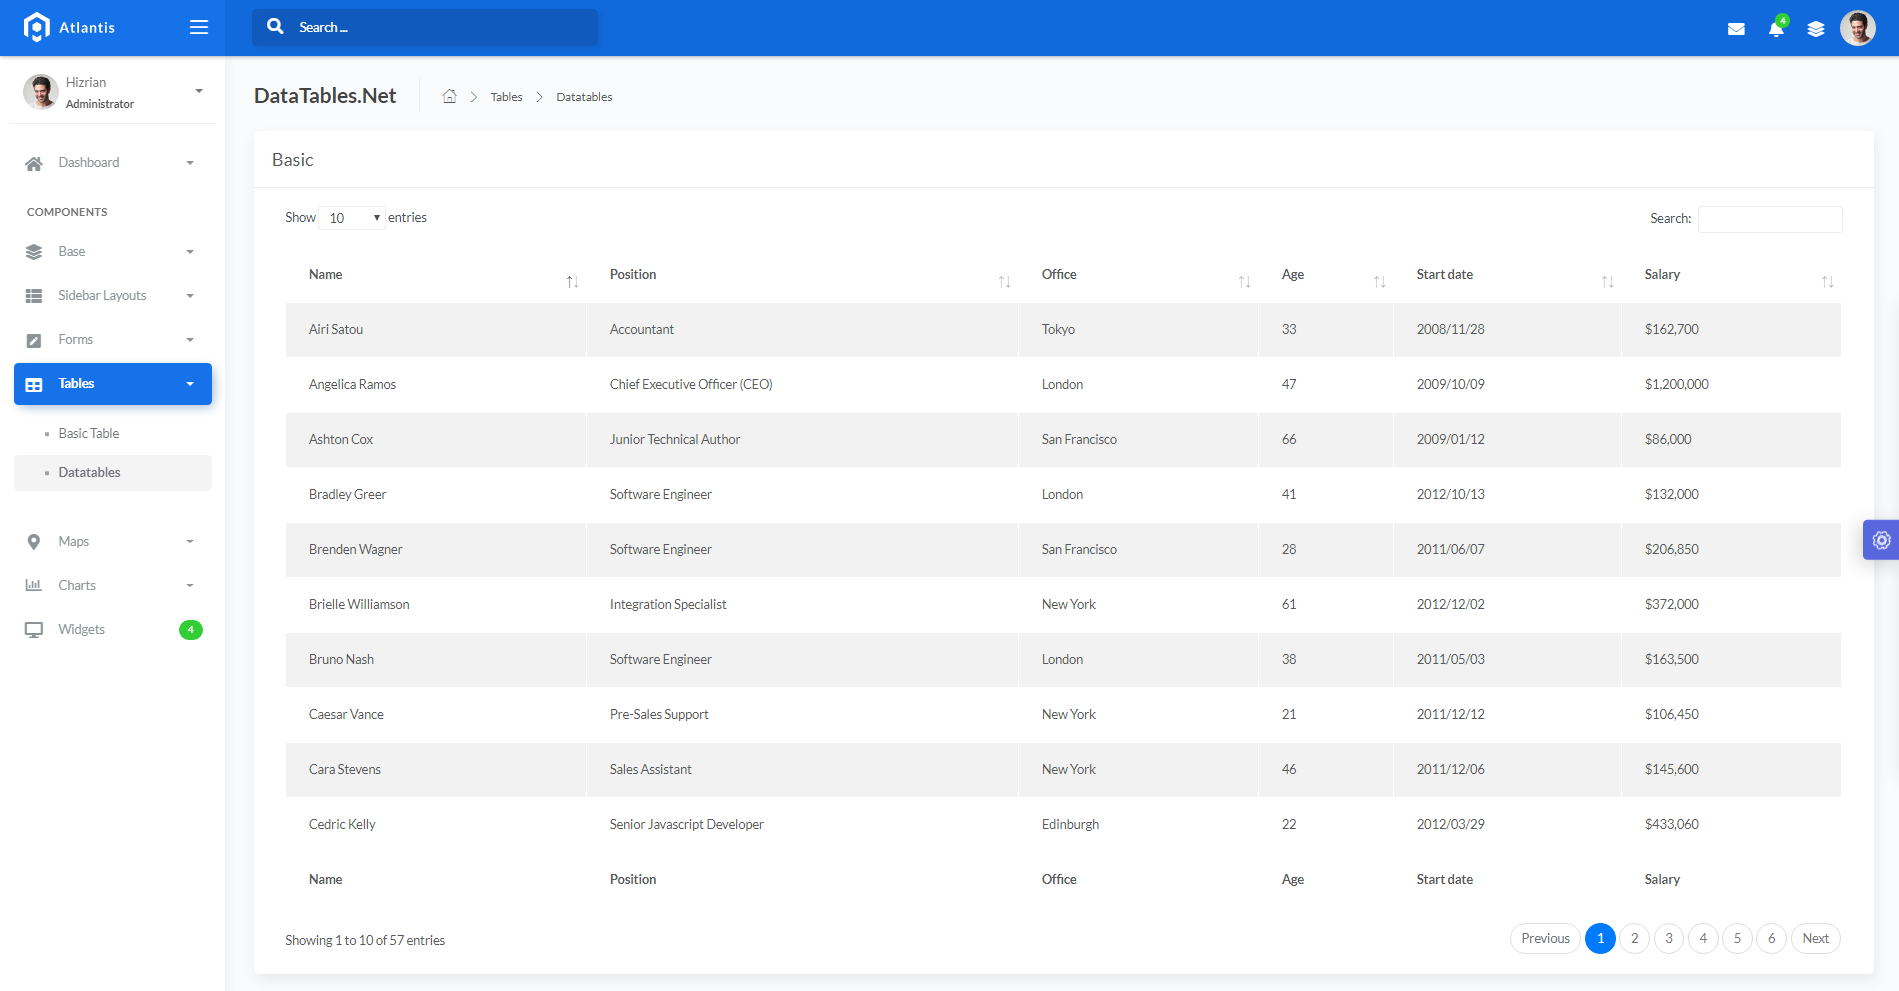 Atlantis
Search ...
4
Hizrian
Administrator
Dashboard
COMPONENTS
Base
Sidebar Layouts
Forms
Tables
Basic Table
Datatables
Maps
Charts
Widgets 4
DataTables.Net Tables Datatables
Basic
Show 10 entries Search:
Name Position Office Age Start date Salary
Airi Satou Accountant Tokyo 33 2008/11/28 $162,700
Angelica Ramos Chief Executive Officer (CEO) London 47 2009/10/09 $1,200,000
Ashton Cox Junior Technical Author San Francisco 66 2009/01/12 $86,000
Bradley Greer Software Engineer London 41 2012/10/13 $132,000
Brenden Wagner Software Engineer San Francisco 28 2011/06/07 $206,850
Brielle Williamson Integration Specialist New York 61 2012/12/02 $372,000
Bruno Nash Software Engineer London 38 2011/05/03 $163,500
Caesar Vance Pre-Sales Support New York 21 2011/12/12 $106,450
Cara Stevens Sales Assistant New York 46 2011/12/06 $145,600
Cedric Kelly Senior Javascript Developer Edinburgh 22 2012/03/29 $433,060
Name Position Office Age Start date Salary
Showing 1 to 10 of 57 entries Previous 1 2 3 4 5 6 Next